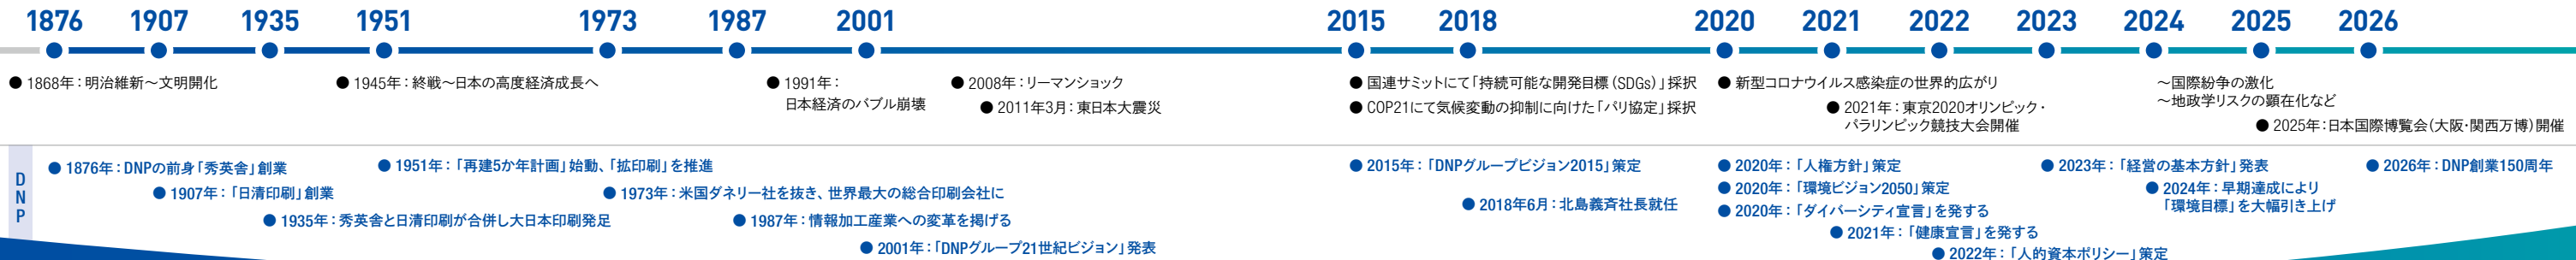 1876 1907 1935 1951 1973 1987 2001 2015 2018 2020 2021 2022 2023 2024 2025 2026
● 1868年：明治維新～文明開化
● 1945年：終戦～日本の高度経済成長へ
● 1991年：
日本経済のバブル崩壊
● 2008年：リーマンショック
● 2011年3月：東日本大震災
● 国連サミットにて「持続可能な開発目標（SDGs）」採択
● COP21にて気候変動の抑制に向けた「パリ協定」採択
● 新型コロナウイルス感染症の世界的広がり
● 2021年：東京2020オリンピック・
パラリンピック競技大会開催
～国際紛争の激化
～地政学リスクの顕在化など
● 2025年：日本国際博覧会（大阪・関西万博）開催
DNP
● 1876年：DNPの前身「秀英舎」創業
● 1907年：「日清印刷」創業
● 1935年：秀英舎と日清印刷が合併し大日本印刷発足
● 1951年：「再建5か年計画」始動、「拡印刷」を推進
● 1973年：米国ダネリー社を抜き、世界最大の総合印刷会社に
● 1987年：情報加工産業への変革を掲げる
● 2001年：「DNPグループ21世紀ビジョン」発表
● 2015年：「DNPグループビジョン2015」策定
● 2018年6月：北島義斉社長就任
● 2020年：「人権方針」策定
● 2020年：「環境ビジョン2050」策定
● 2020年：「ダイバーシティ宣言」を発する
● 2021年：「健康宣言」を発する
● 2022年：「人的資本ポリシー」策定
● 2023年：「経営の基本方針」発表
● 2024年：早期達成により
「環境目標」を大幅引き上げ
● 2026年：DNP創業150周年